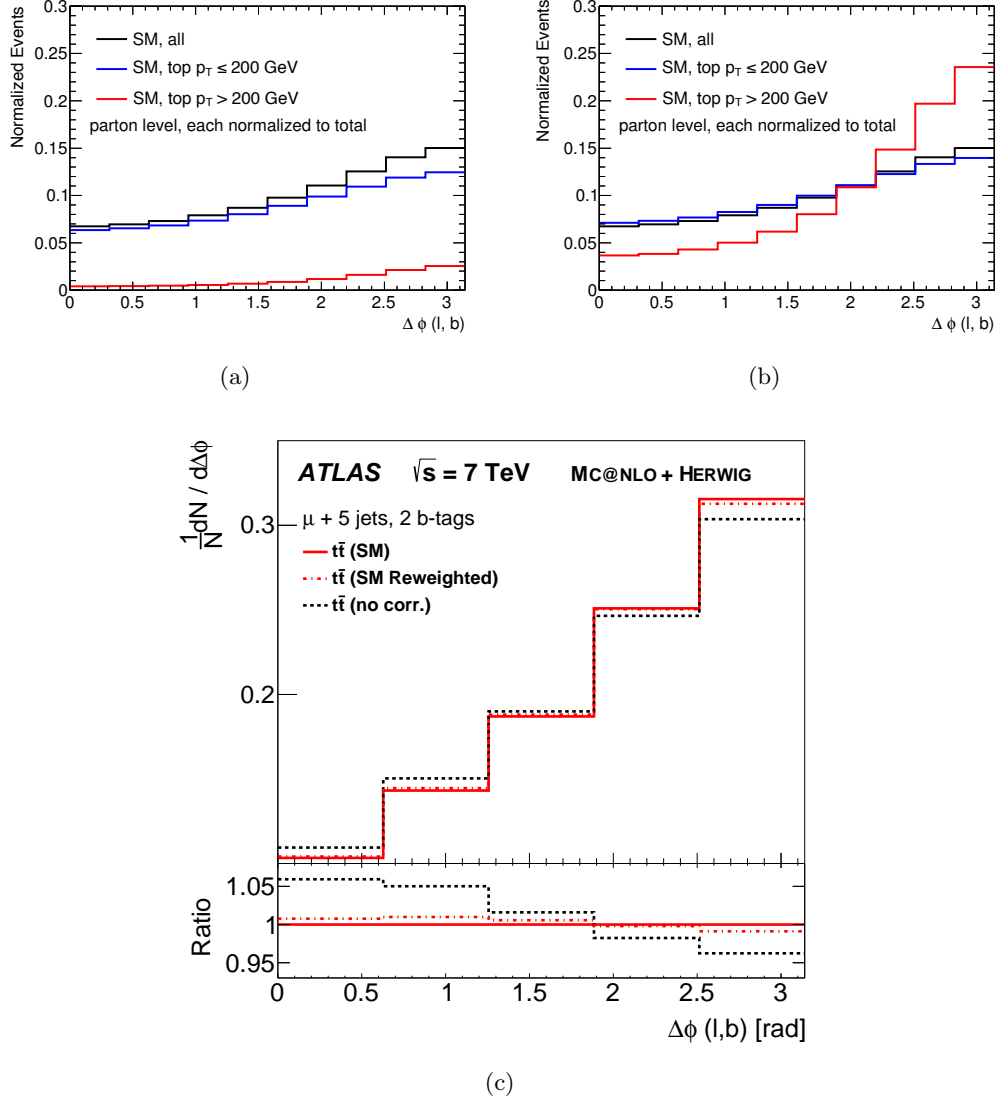 Normalized Events
0.3
0.25
0.2
0.15
0.1
0.05
0
SM, all
SM, top p_T ≤ 200 GeV
SM, top p_T > 200 GeV
parton level, each normalized to total
0 0.5 1 1.5 2 2.5 3
Δ ϕ (l, b)
(a)
Normalized Events
0.3
0.25
0.2
0.15
0.1
0.05
0
SM, all
SM, top p_T ≤ 200 GeV
SM, top p_T > 200 GeV
parton level, each normalized to total
0 0.5 1 1.5 2 2.5 3
Δ ϕ (l, b)
(b)
1/N dN / dΔϕ
0.3
0.2
ATLAS √s = 7 TeV MC@NLO + HERWIG
μ + 5 jets, 2 b-tags
tt̄ (SM)
tt̄ (SM Reweighted)
tt̄ (no corr.)
Ratio
1.05
1
0.95
0 0.5 1 1.5 2 2.5 3
Δϕ (l,b) [rad]
(c)